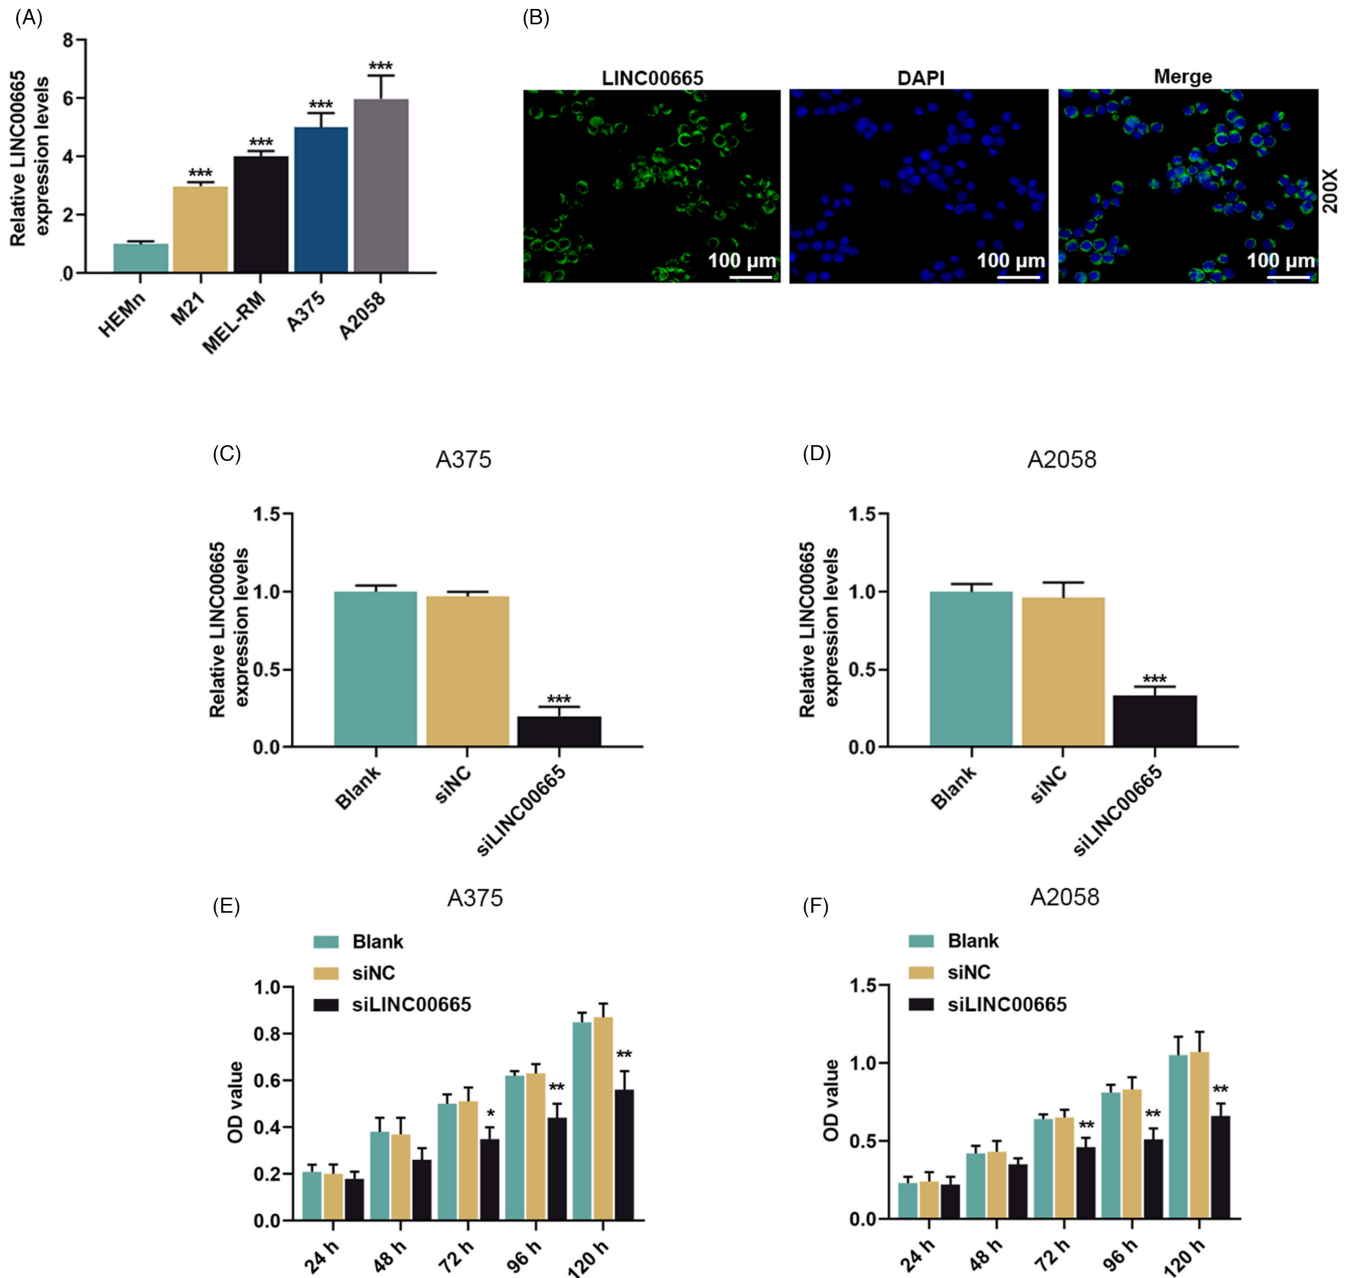 (A)
8
6
4
2
0
Relative LINC00665
expression levels
***
***
***
***
HEMn
M21
MEL-RM
A375
A2058
(B)
LINC00665
DAPI
Merge
100 μm
100 μm
100 μm
200X
(C)
A375
1.5
1.0
0.5
0.0
Relative LINC00665
expression levels
***
Blank
siNC
siLINC00665
(D)
A2058
1.5
1.0
0.5
0.0
Relative LINC00665
expression levels
***
Blank
siNC
siLINC00665
(E)
A375
Blank
siNC
siLINC00665
1.0
0.8
0.6
0.4
0.2
0.0
OD value
*
**
**
24 h
48 h
72 h
96 h
120 h
(F)
A2058
Blank
siNC
siLINC00665
1.5
1.0
0.5
0.0
OD value
**
**
**
24 h
48 h
72 h
96 h
120 h